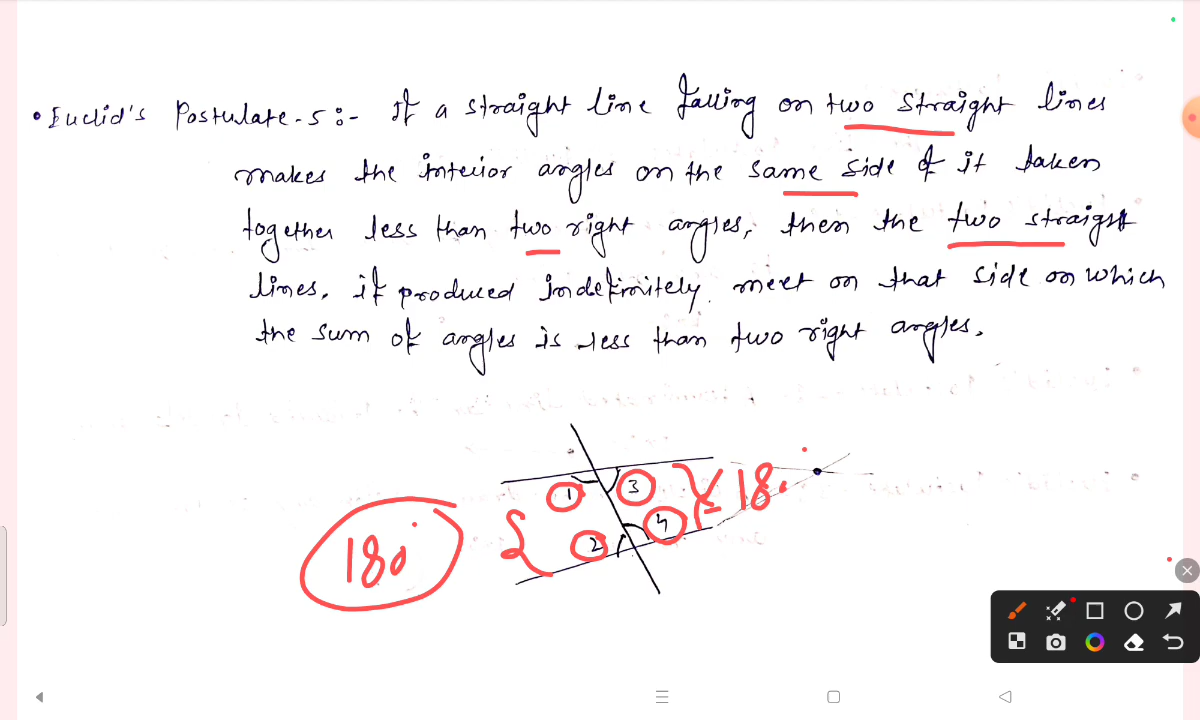 • Euclid's Postulate-5:- If a straight line falling on two straight lines
makes the interior angles on the same side of it taken
together less than two right angles, then the two straight
lines, if produced indefinitely meet on that side on which
the sum of angles is less than two right angles.
1 3
2 4
180°